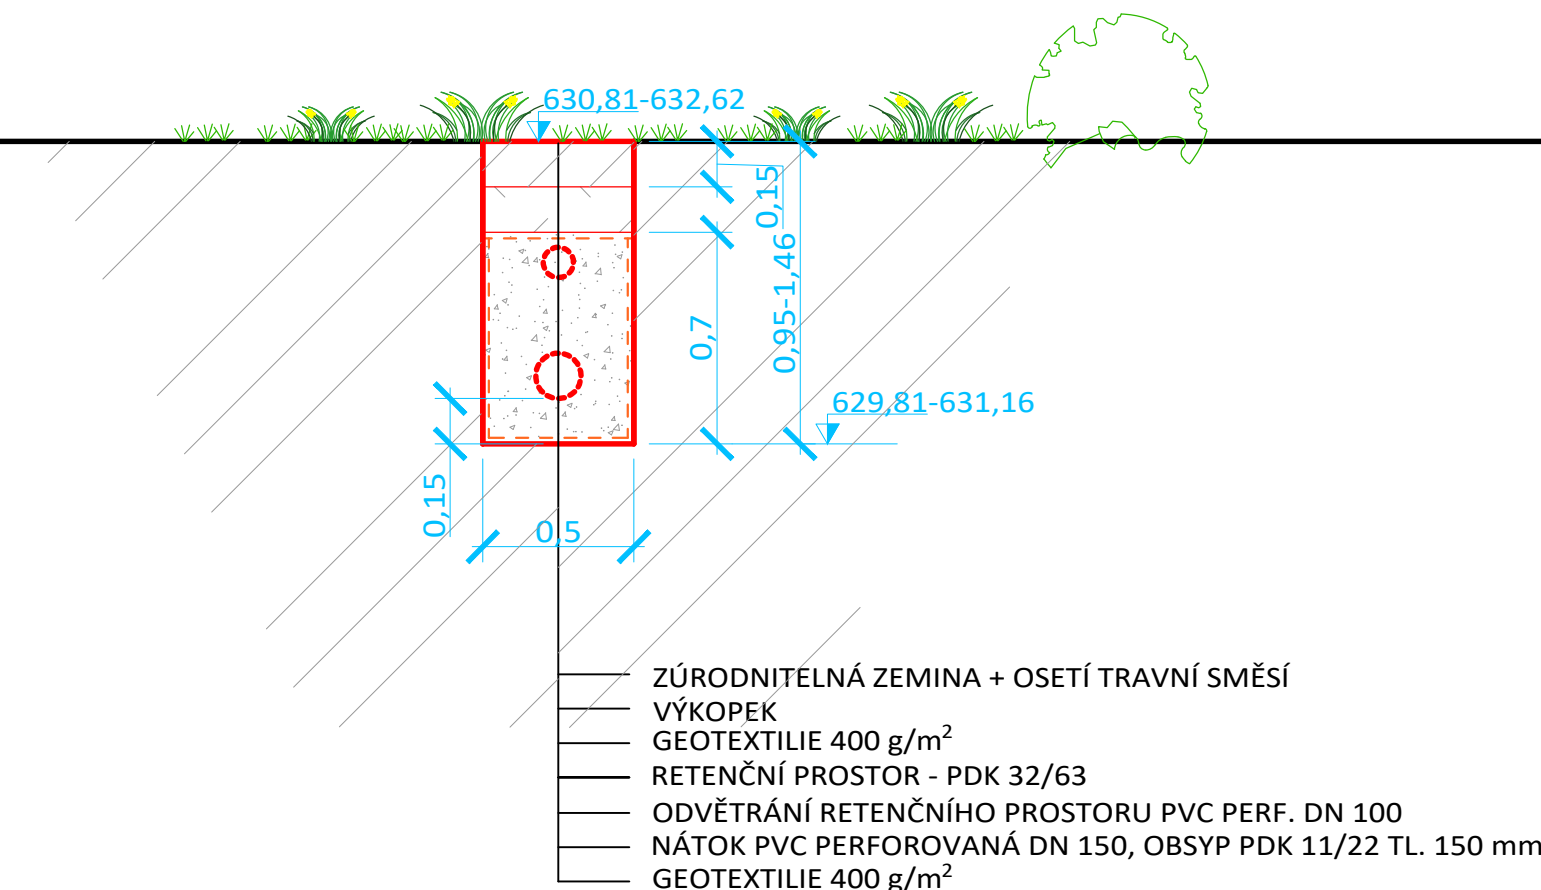 630,81-632,62
0,15
0,95-1,46
0,7
629,81-631,16
0,15
0,5
ZÚRODNITELNÁ ZEMINA + OSETÍ TRAVNÍ SMĚSÍ
VÝKOPEK
GEOTEXTILIE 400 g/m²
RETENČNÍ PROSTOR - PDK 32/63
ODVĚTRÁNÍ RETENČNÍHO PROSTORU PVC PERF. DN 100
NÁTOK PVC PERFOROVANÁ DN 150, OBSYP PDK 11/22 TL. 150 mm
GEOTEXTILIE 400 g/m²